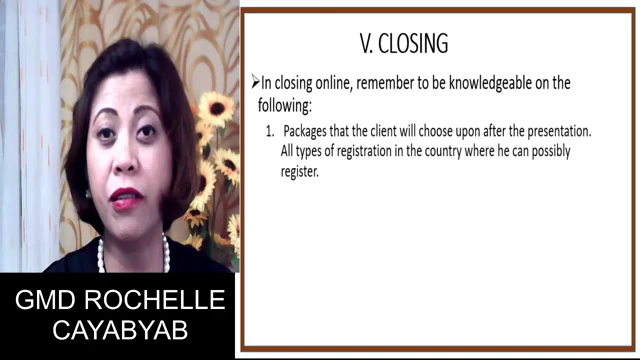 V. CLOSING
➢In closing online, remember to be knowledgeable on the
following:
1. Packages that the client will choose upon after the presentation.
All types of registration in the country where he can possibly
register.
GMD ROCHELLE
CAYABYAB